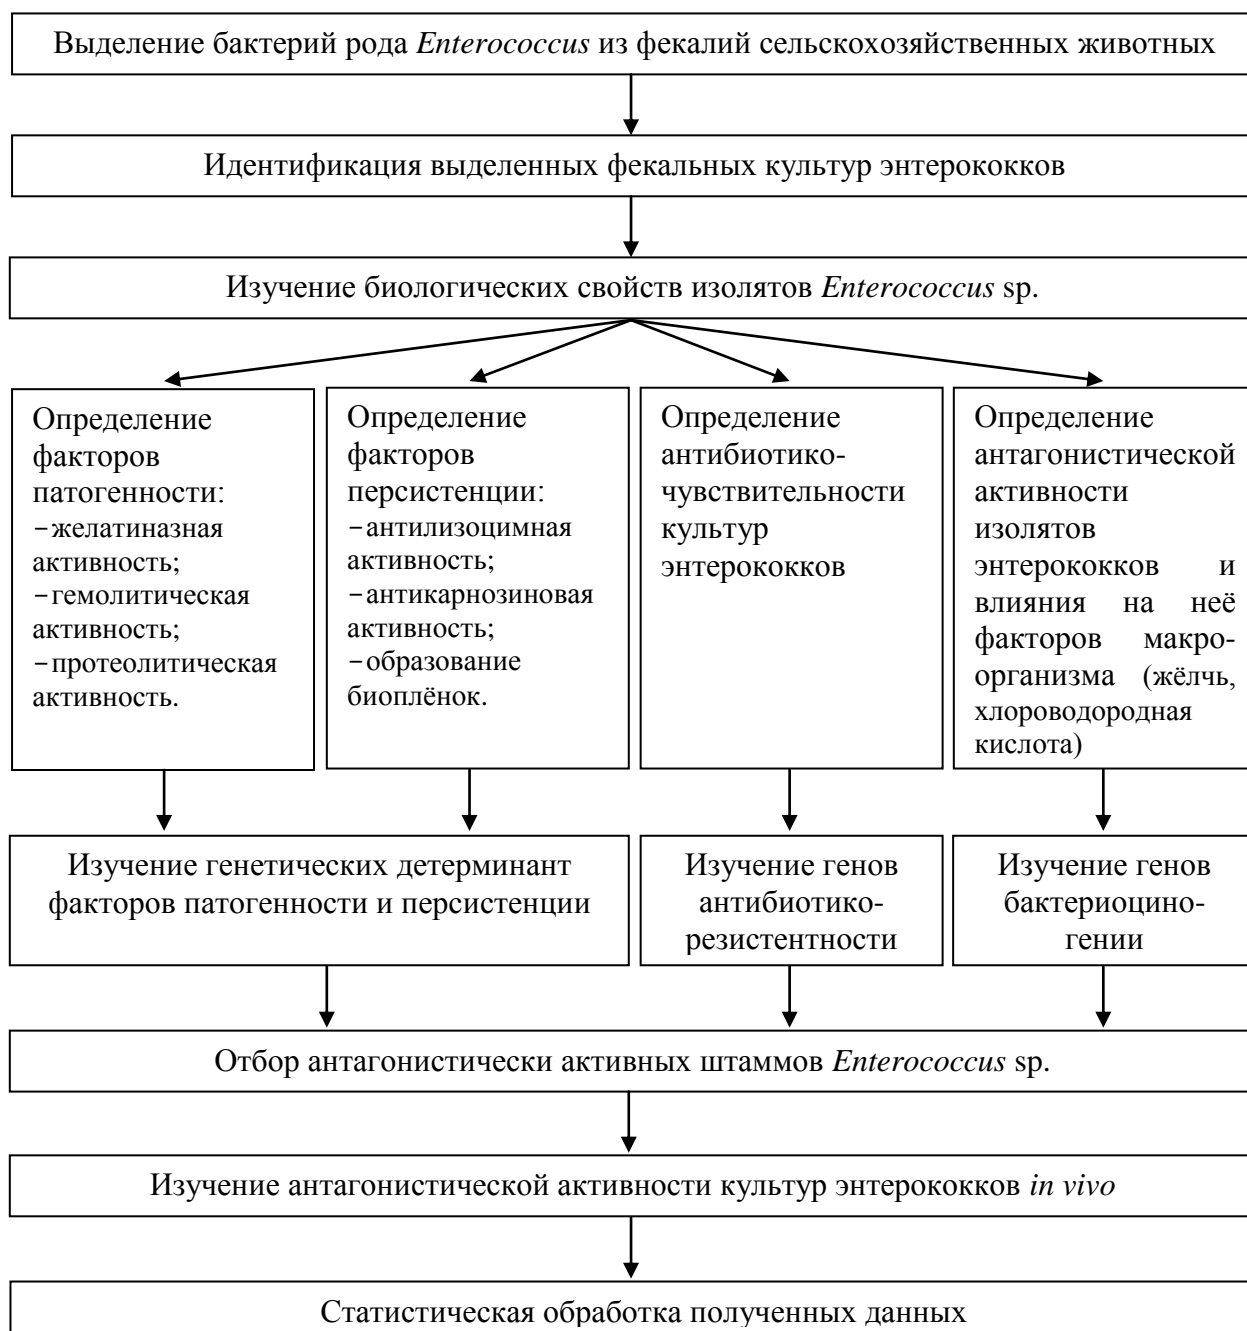 Выделение бактерий рода Enterococcus из фекалий сельскохозяйственных животных
Идентификация выделенных фекальных культур энтерококков
Изучение биологических свойств изолятов Enterococcus sp.
Определение
факторов
патогенности:
−желатиназная
активность;
−гемолитическая
активность;
−протеолитическая
активность.
Определение
факторов
персистенции:
−антилизоцимная
активность;
−антикарнозиновая
активность;
−образование
биоплёнок.
Определение
антибиотико-
чувствительности
культур
энтерококков
Определение
антагонистической
активности
изолятов
энтерококков и
влияния на неё
факторов макро-
организма (жёлчь,
хлороводородная
кислота)
Изучение генетических детерминант
факторов патогенности и персистенции
Изучение генов
антибиотико-
резистентности
Изучение генов
бактериоцино-
гении
Отбор антагонистически активных штаммов Enterococcus sp.
Изучение антагонистической активности культур энтерококков in vivo
Статистическая обработка полученных данных